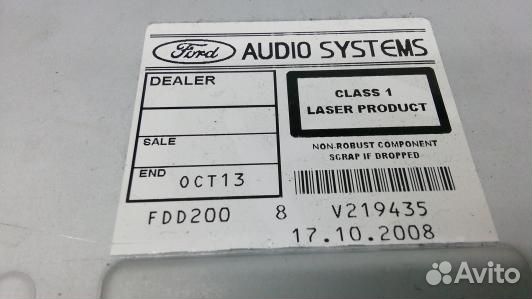 Ford AUDIO SYSTEMS
DEALER
CLASS 1
LASER PRODUCT
SALE
NON-ROBUST COMPONENT
SCRAP IF DROPPED
END OCT13
FDD200 8 V219435
17.10.2008
Avito